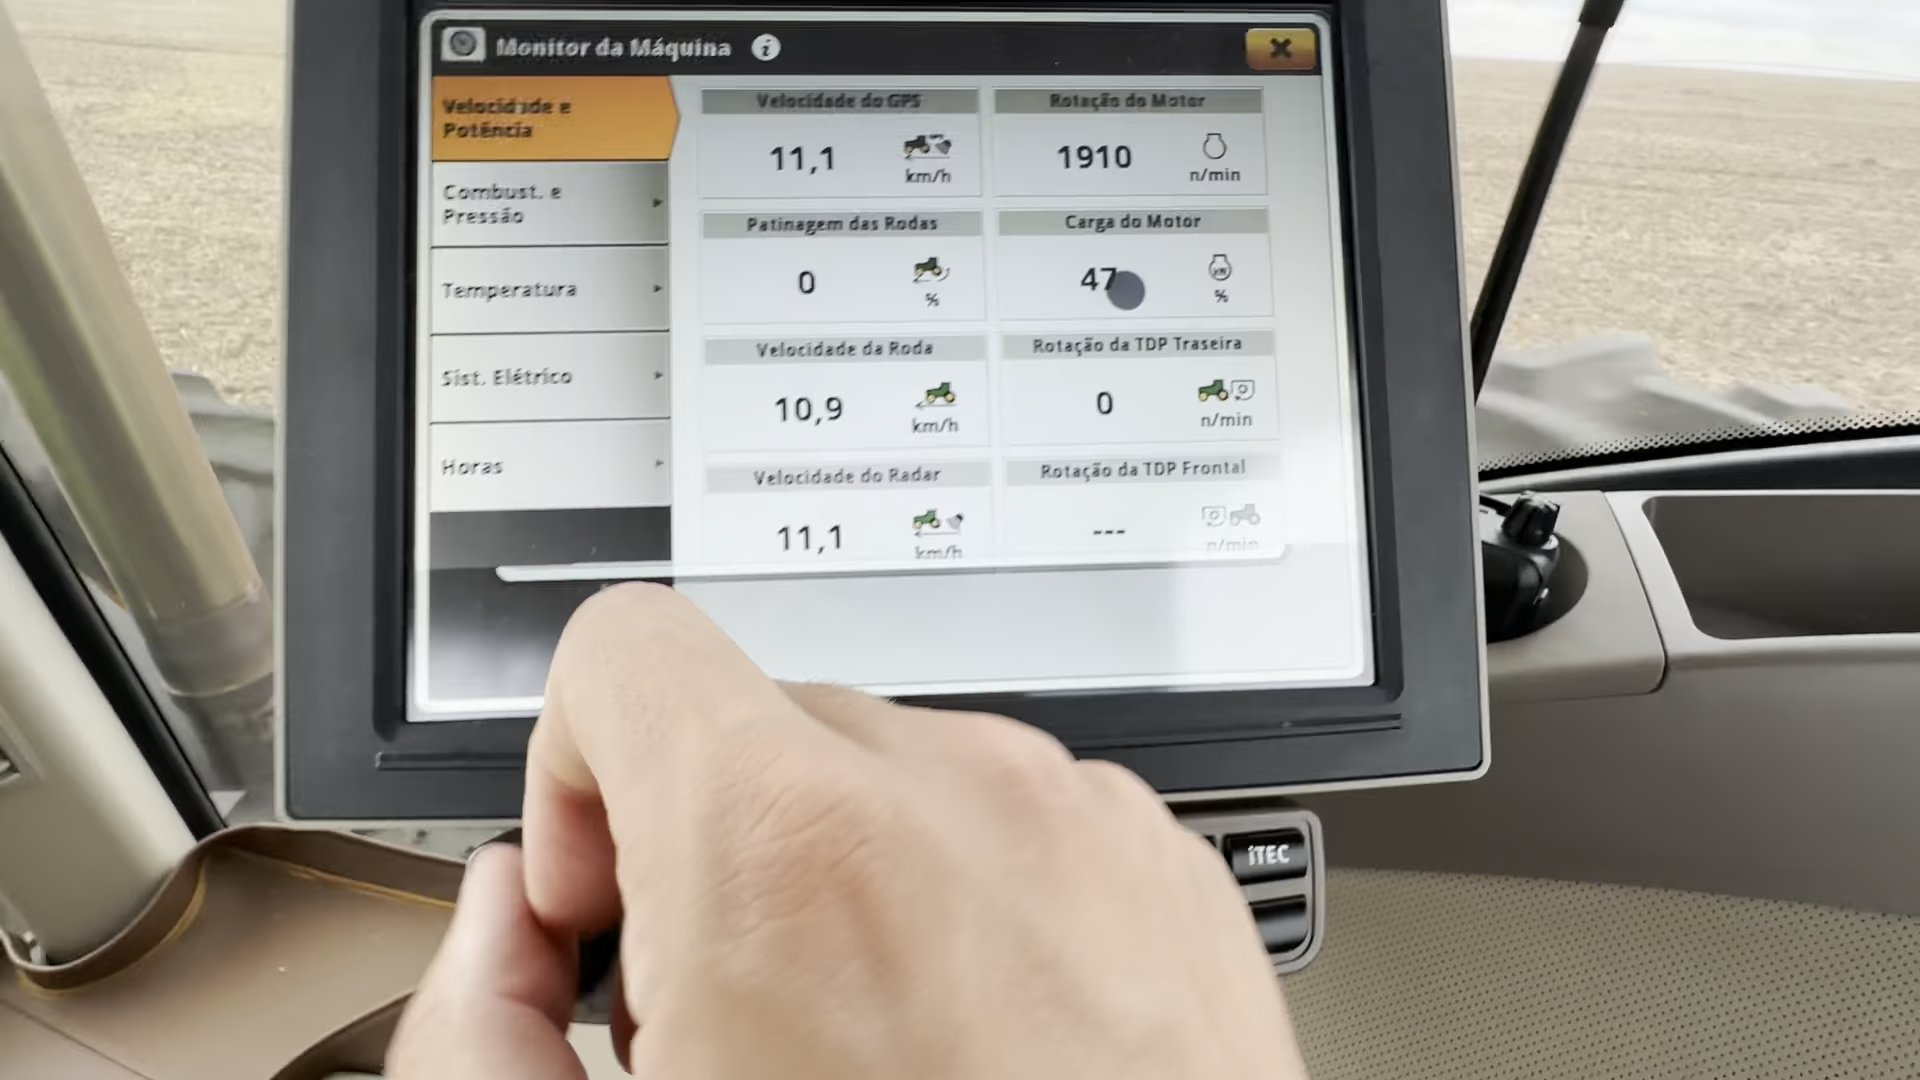 Monitor da Máquina
Velocidade e
Potência
Combust. e
Pressão
Temperatura
Sist. Elétrico
Horas
Velocidade do GPS
11,1
km/h
Rotação do Motor
1910
n/min
Patinagem das Rodas
0
%
Carga do Motor
47
%
Velocidade da Roda
10,9
km/h
Rotação da TDP Traseira
0
n/min
Velocidade do Radar
11,1
km/h
Rotação da TDP Frontal
---
n/min
iTEC